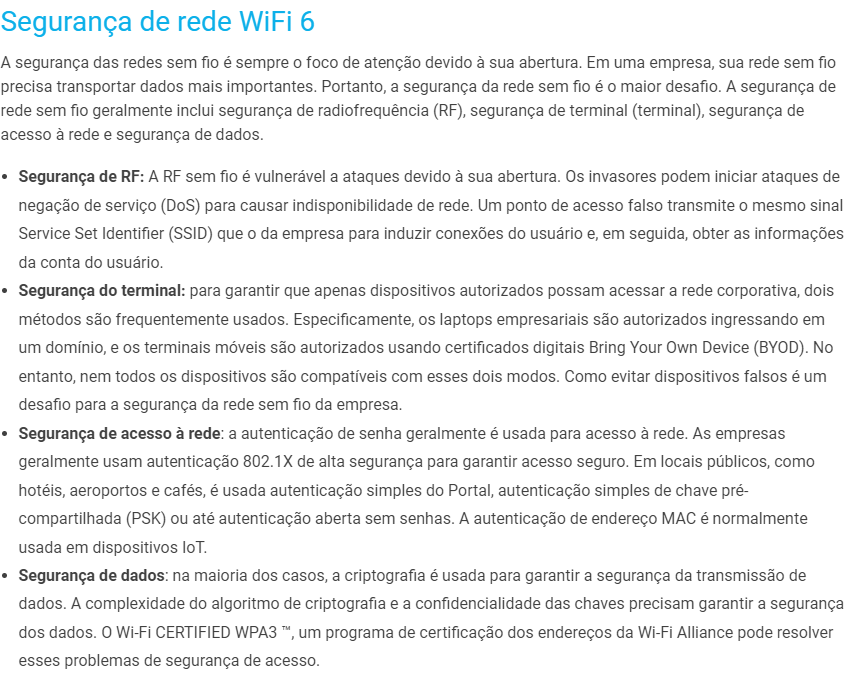 Segurança de rede WiFi 6
A segurança das redes sem fio é sempre o foco de atenção devido à sua abertura. Em uma empresa, sua rede sem fio
precisa transportar dados mais importantes. Portanto, a segurança da rede sem fio é o maior desafio. A segurança de
rede sem fio geralmente inclui segurança de radiofrequência (RF), segurança de terminal (terminal), segurança de
acesso à rede e segurança de dados.
• Segurança de RF: A RF sem fio é vulnerável a ataques devido à sua abertura. Os invasores podem iniciar ataques de
negação de serviço (DoS) para causar indisponibilidade de rede. Um ponto de acesso falso transmite o mesmo sinal
Service Set Identifier (SSID) que o da empresa para induzir conexões do usuário e, em seguida, obter as informações
da conta do usuário.
• Segurança do terminal: para garantir que apenas dispositivos autorizados possam acessar a rede corporativa, dois
métodos são frequentemente usados. Especificamente, os laptops empresariais são autorizados ingressando em
um domínio, e os terminais móveis são autorizados usando certificados digitais Bring Your Own Device (BYOD). No
entanto, nem todos os dispositivos são compatíveis com esses dois modos. Como evitar dispositivos falsos é um
desafio para a segurança da rede sem fio da empresa.
• Segurança de acesso à rede: a autenticação de senha geralmente é usada para acesso à rede. As empresas
geralmente usam autenticação 802.1X de alta segurança para garantir acesso seguro. Em locais públicos, como
hotéis, aeroportos e cafés, é usada autenticação simples do Portal, autenticação simples de chave pré-
compartilhada (PSK) ou até autenticação aberta sem senhas. A autenticação de endereço MAC é normalmente
usada em dispositivos IoT.
• Segurança de dados: na maioria dos casos, a criptografia é usada para garantir a segurança da transmissão de
dados. A complexidade do algoritmo de criptografia e a confidencialidade das chaves precisam garantir a segurança
dos dados. O Wi-Fi CERTIFIED WPA3 ™, um programa de certificação dos endereços da Wi-Fi Alliance pode resolver
esses problemas de segurança de acesso.